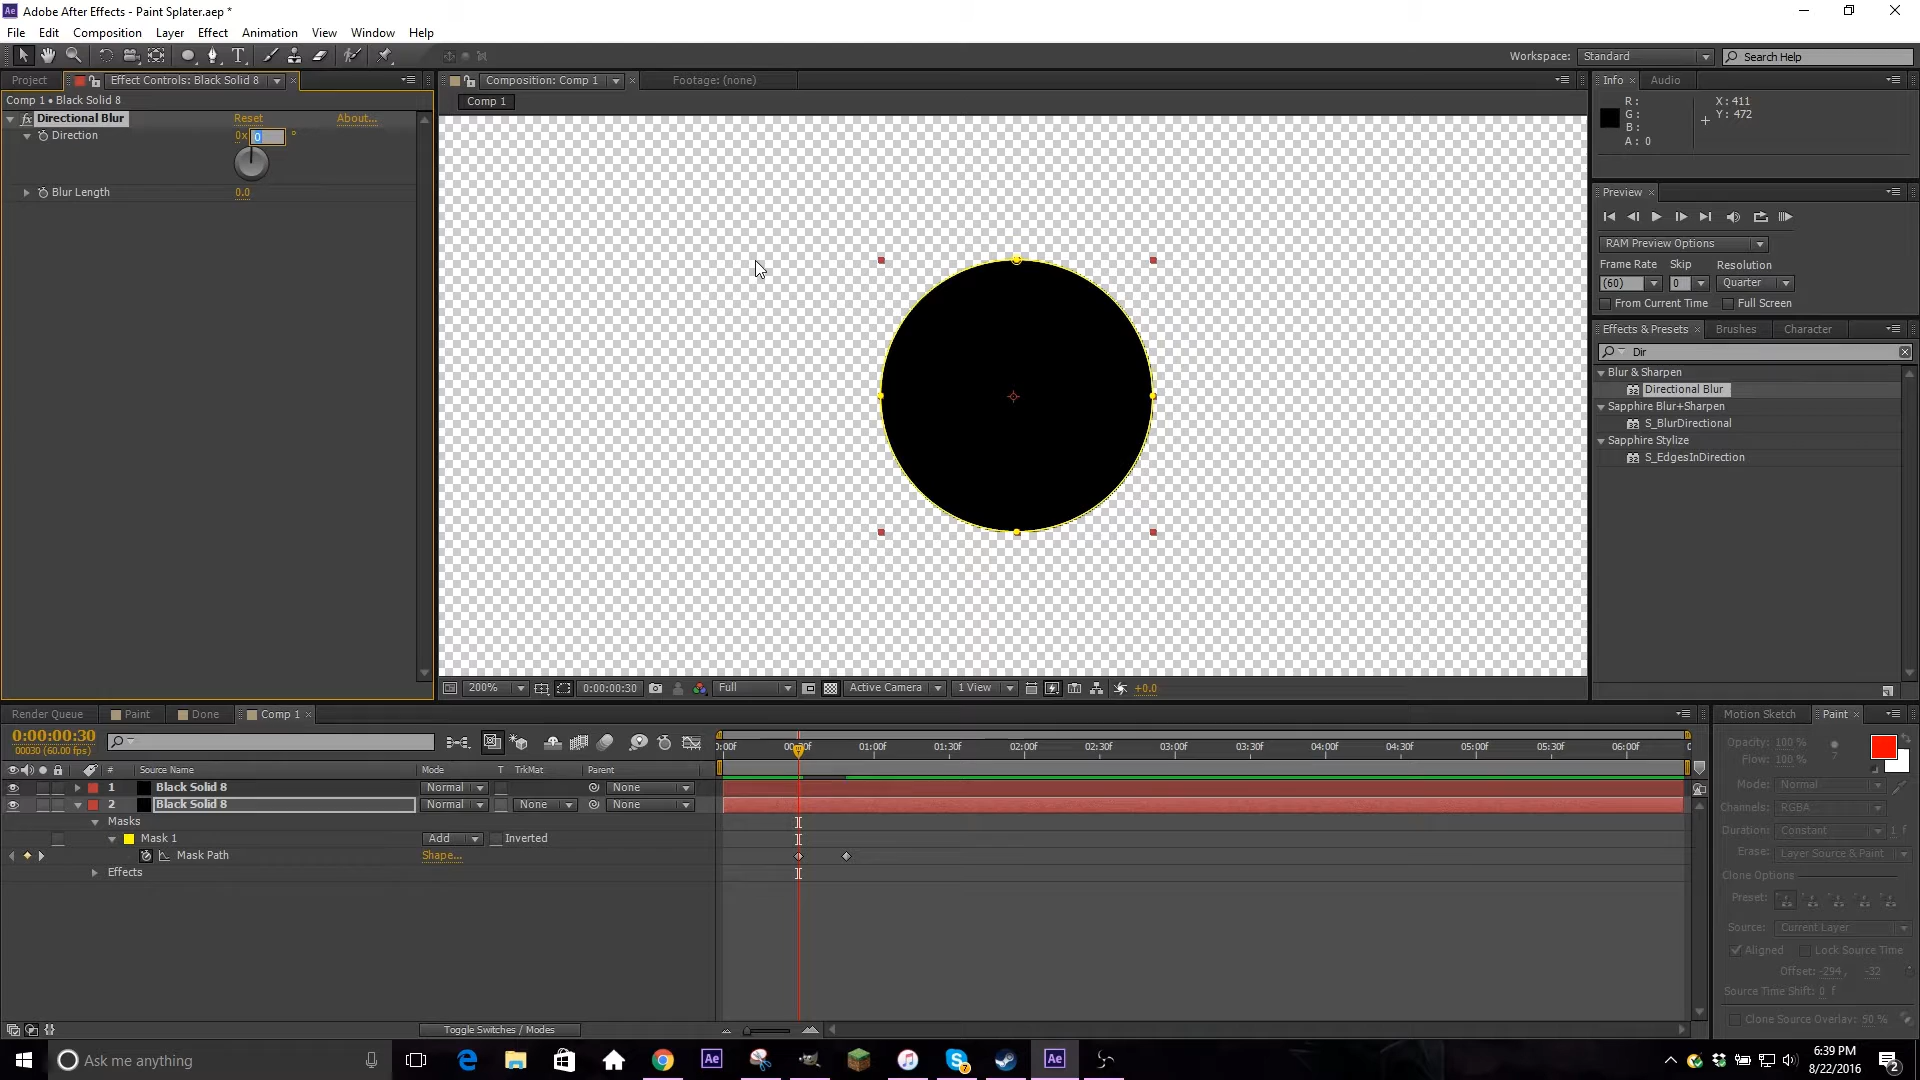 Adobe After Effects - Paint Splater.aep *
File Edit Composition Layer Effect Animation View Window Help
Workspace: Standard Search Help
Project Effect Controls: Black Solid 8 Composition: Comp 1 Footage: (none) Info Audio
Comp 1 • Black Solid 8 Comp 1
fx Directional Blur Reset About...
Direction 0x 0 °
Blur Length 0.0
R: X: 411
G: Y: 472
B:
A: 0
Preview
RAM Preview Options
Frame Rate Skip Resolution
(60) 0 Quarter
From Current Time Full Screen
Effects & Presets Brushes Character
Dir
Blur & Sharpen
Directional Blur
Sapphire Blur+Sharpen
S_BlurDirectional
Sapphire Stylize
S_EdgesInDirection
200% 0:00:00:30 Full Active Camera 1 View +0.0
Render Queue Paint Done Comp 1
0:00:00:30
00030 (60.00 fps)
:00f 00:30f 01:00f 01:30f 02:00f 02:30f 03:00f 03:30f 04:00f 04:30f 05:00f 05:30f 06:00f
# Source Name Mode T TrkMat Parent
1 Black Solid 8 Normal None
2 Black Solid 8 Normal None None
Masks
Mask 1 Add Inverted
Mask Path Shape...
Effects
Toggle Switches / Modes
Motion Sketch Paint
Opacity: 100 %
Flow: 100 %
Mode: Normal
Channels: RGBA
Duration: Constant 1 f
Erase: Layer Source & Paint
Clone Options
Preset:
Source: Current Layer
Aligned Lock Source Time
Offset: -294 , -32
Source Time Shift: 0 f
Clone Source Overlay: 50 %
Ask me anything
6:39 PM
8/22/2016